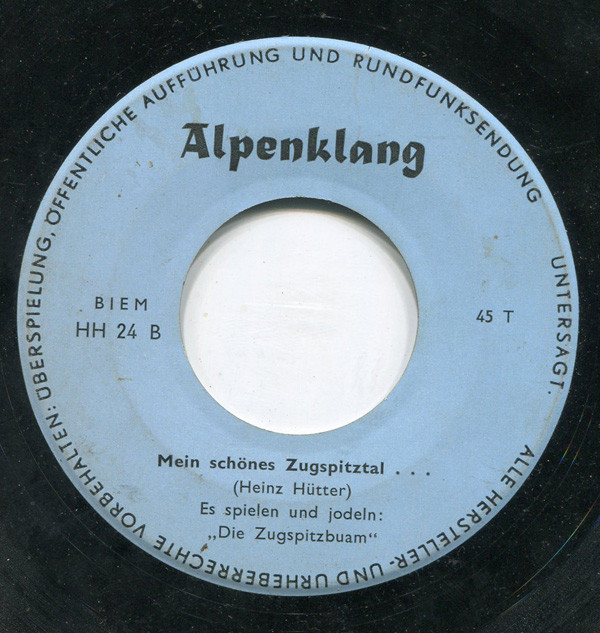 ALLE HERSTELLER- UND URHEBERRECHTE VORBEHALTEN: ÜBERSPIELUNG, ÖFFENTLICHE AUFFÜHRUNG UND RUNDFUNKSENDUNG UNTERSAGT.
Alpenklang
BIEM
HH 24 B
45 T
Mein schönes Zugspitztal . . .
(Heinz Hütter)
Es spielen und jodeln:
„Die Zugspitzbuam“